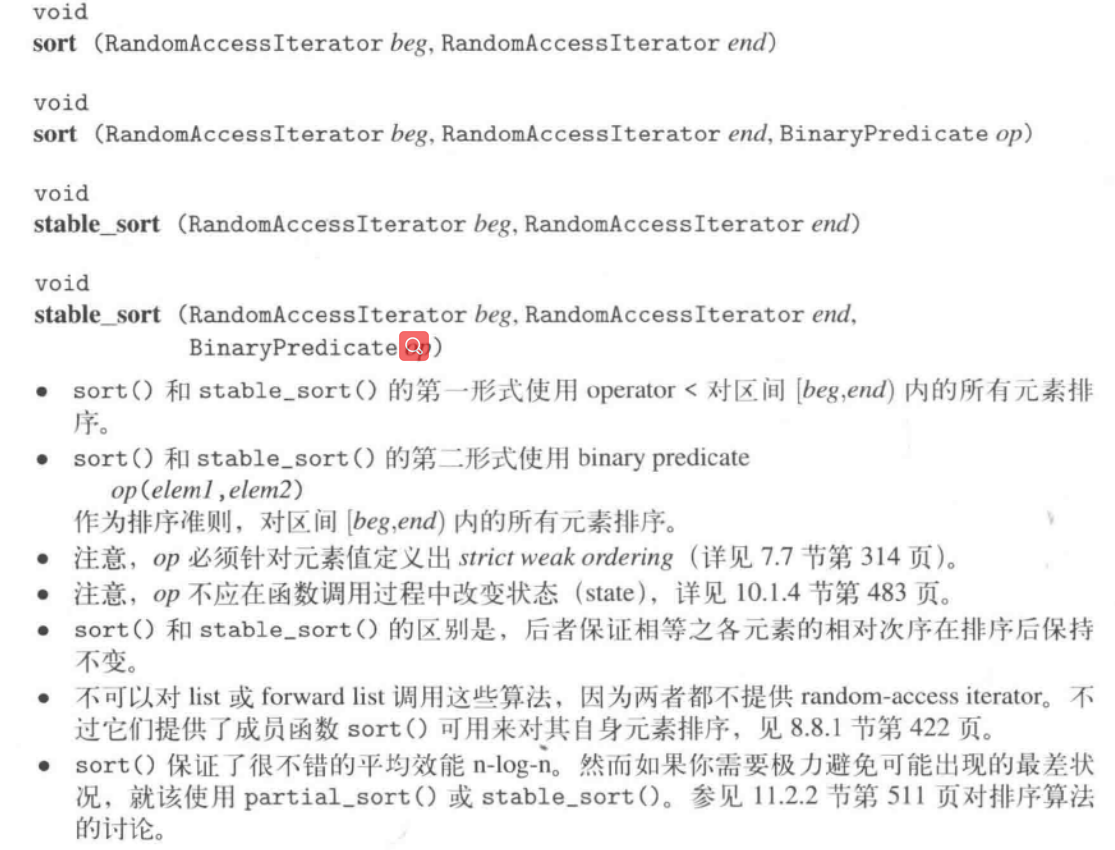 void
sort (RandomAccessIterator beg, RandomAccessIterator end)
void
sort (RandomAccessIterator beg, RandomAccessIterator end, BinaryPredicate op)
void
stable_sort (RandomAccessIterator beg, RandomAccessIterator end)
void
stable_sort (RandomAccessIterator beg, RandomAccessIterator end,
BinaryPredicate op)
• sort() 和 stable_sort() 的第一形式使用 operator < 对区间 [beg,end) 内的所有元素排
序。
• sort() 和 stable_sort() 的第二形式使用 binary predicate
op(elem1,elem2)
作为排序准则，对区间 [beg,end) 内的所有元素排序。
• 注意，op 必须针对元素值定义出 strict weak ordering（详见 7.7 节第 314 页）。
• 注意，op 不应在函数调用过程中改变状态（state），详见 10.1.4 节第 483 页。
• sort() 和 stable_sort() 的区别是，后者保证相等之各元素的相对次序在排序后保持
不变。
• 不可以对 list 或 forward list 调用这些算法，因为两者都不提供 random-access iterator。不
过它们提供了成员函数 sort() 可用来对其自身元素排序，见 8.8.1 节第 422 页。
• sort() 保证了很不错的平均效能 n-log-n。然而如果你需要极力避免可能出现的最差状
况，就该使用 partial_sort() 或 stable_sort()。参见 11.2.2 节第 511 页对排序算法
的讨论。